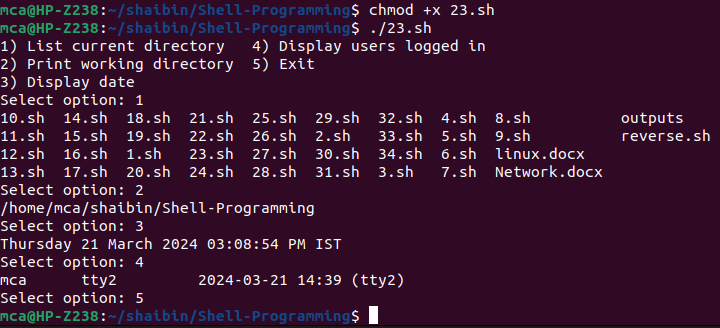 mca@HP-Z238:~/shaibin/Shell-Programming$ chmod +x 23.sh
mca@HP-Z238:~/shaibin/Shell-Programming$ ./23.sh
1) List current directory   4) Display users logged in
2) Print working directory  5) Exit
3) Display date
Select option: 1
10.sh  14.sh  18.sh  21.sh  25.sh  29.sh  32.sh  4.sh  8.sh          outputs
11.sh  15.sh  19.sh  22.sh  26.sh  2.sh   33.sh  5.sh  9.sh          reverse.sh
12.sh  16.sh  1.sh   23.sh  27.sh  30.sh  34.sh  6.sh  linux.docx
13.sh  17.sh  20.sh  24.sh  28.sh  31.sh  3.sh   7.sh  Network.docx
Select option: 2
/home/mca/shaibin/Shell-Programming
Select option: 3
Thursday 21 March 2024 03:08:54 PM IST
Select option: 4
mca      tty2         2024-03-21 14:39 (tty2)
Select option: 5
mca@HP-Z238:~/shaibin/Shell-Programming$